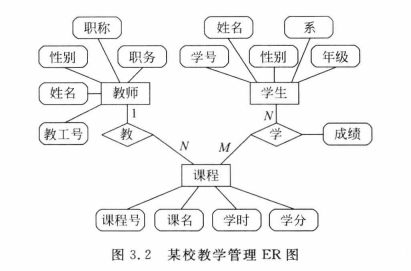 职称
姓名
系
性别
职务
学号
性别
年级
姓名
教师
学生
教工号
1
N
教
学
成绩
N
M
课程
课程号
课名
学时
学分
图 3.2 某校教学管理 ER 图